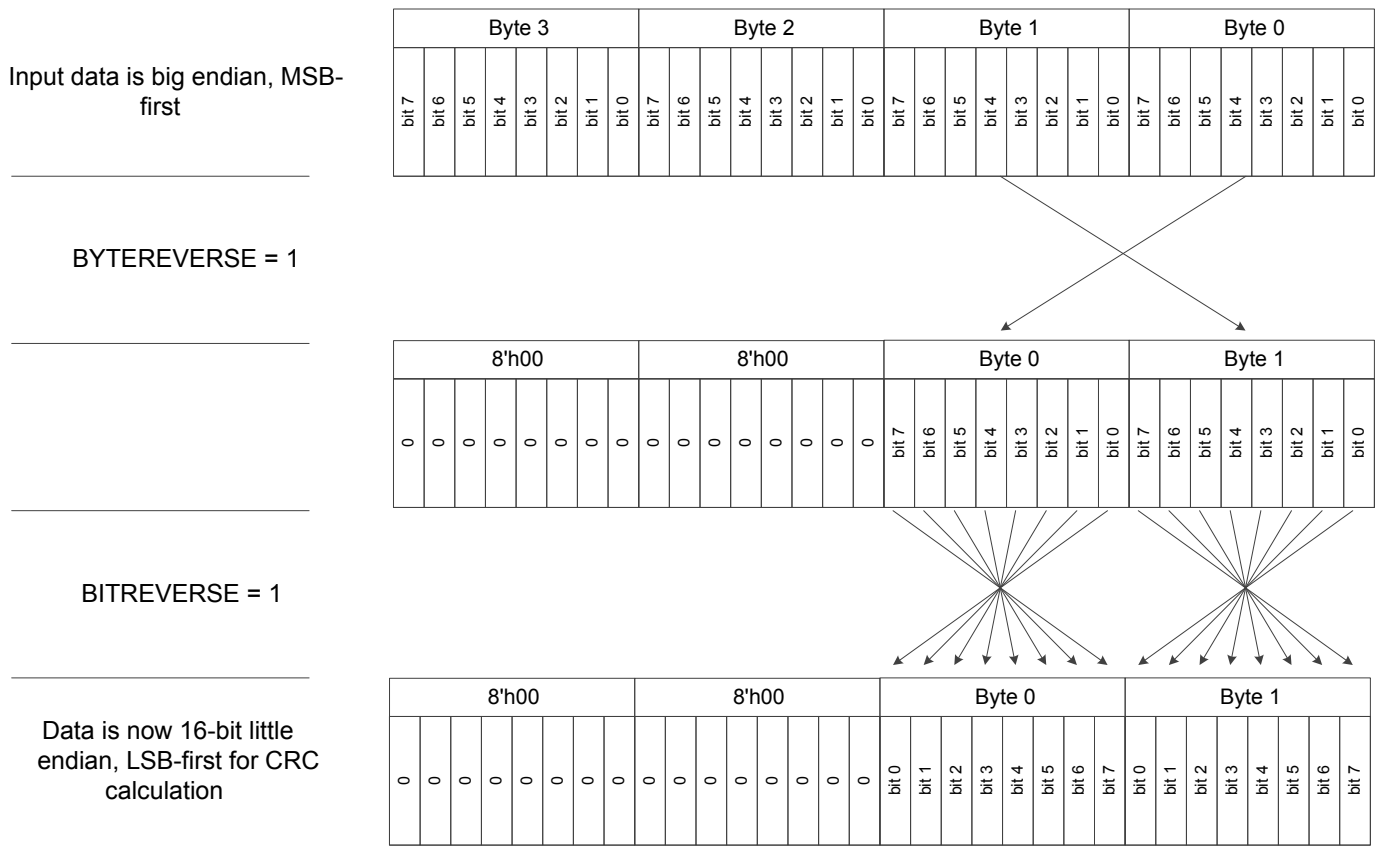 Byte 3 Byte 2 Byte 1 Byte 0
Input data is big endian, MSB-
first
bit 7 bit 6 bit 5 bit 4 bit 3 bit 2 bit 1 bit 0 bit 7 bit 6 bit 5 bit 4 bit 3 bit 2 bit 1 bit 0 bit 7 bit 6 bit 5 bit 4 bit 3 bit 2 bit 1 bit 0 bit 7 bit 6 bit 5 bit 4 bit 3 bit 2 bit 1 bit 0
BYTEREVERSE = 1
8'h00 8'h00 Byte 0 Byte 1
0 0 0 0 0 0 0 0 0 0 0 0 0 0 0 0 bit 7 bit 6 bit 5 bit 4 bit 3 bit 2 bit 1 bit 0 bit 7 bit 6 bit 5 bit 4 bit 3 bit 2 bit 1 bit 0
BITREVERSE = 1
8'h00 8'h00 Byte 0 Byte 1
Data is now 16-bit little
endian, LSB-first for CRC
calculation
0 0 0 0 0 0 0 0 0 0 0 0 0 0 0 0 bit 0 bit 1 bit 2 bit 3 bit 4 bit 5 bit 6 bit 7 bit 0 bit 1 bit 2 bit 3 bit 4 bit 5 bit 6 bit 7